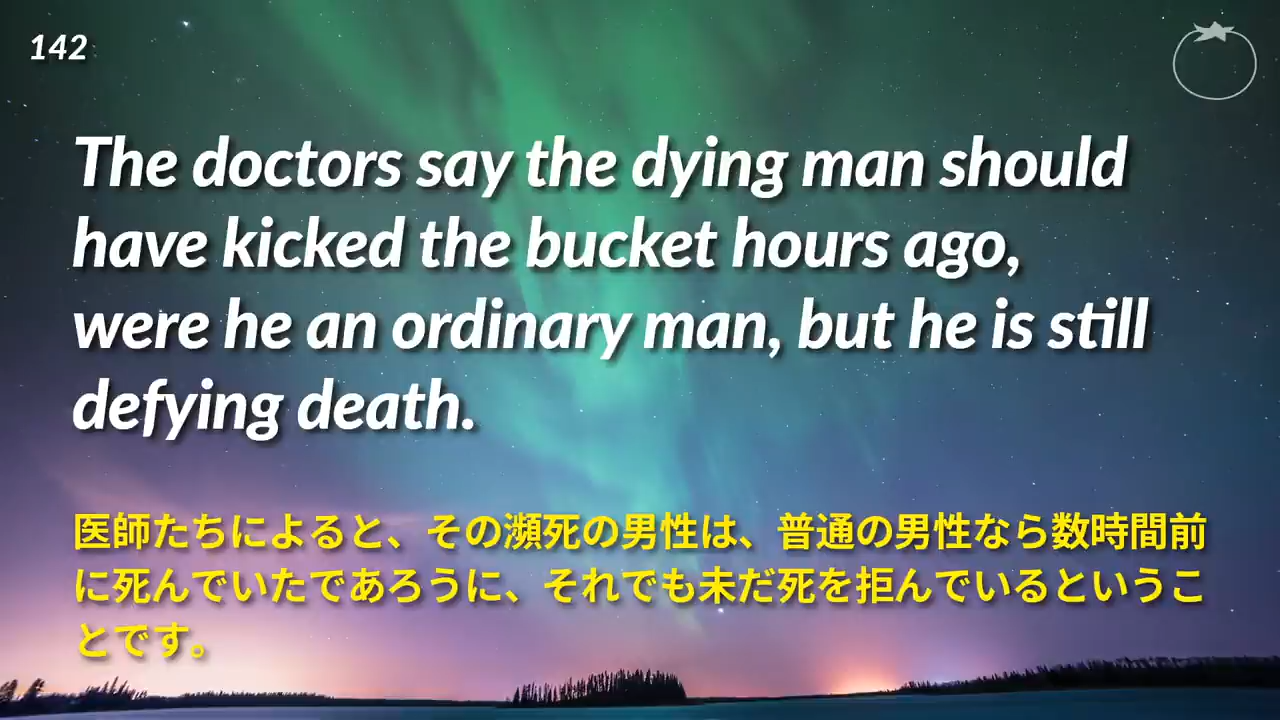 142
The doctors say the dying man should
have kicked the bucket hours ago,
were he an ordinary man, but he is still
defying death.
医師たちによると、その瀕死の男性は、普通の男性なら数時間前
に死んでいたであろうに、それでも未だ死を拒んでいるというこ
とです。